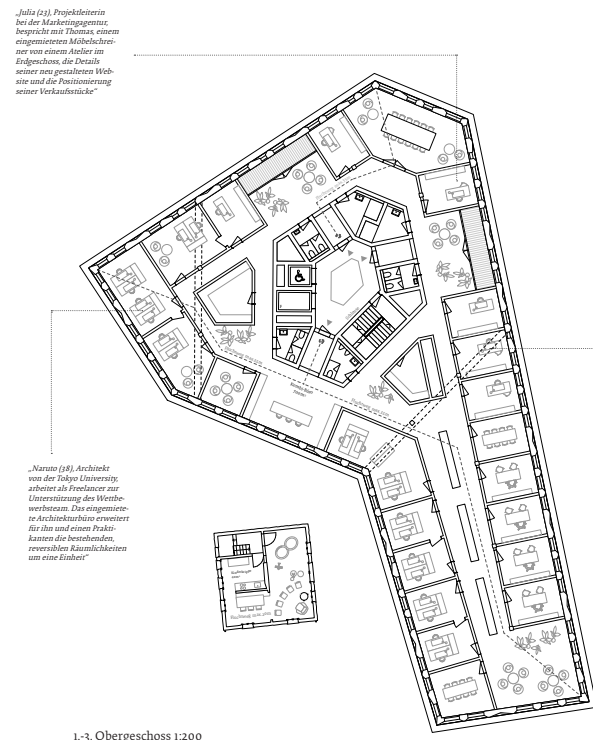 „Julia (23), Projektleiterin
bei der Marketingagentur,
bespricht mit Thomas, einem
eingemieteten Möbelschrei-
ner von einem Atelier im
Erdgeschoss, die Details
seiner neu gestalteten Web-
site und die Positionierung
seiner Verkaufsstücke“
„Naruto (38), Architekt
von der Tokyo University,
arbeitet als Freelancer zur
Unterstützung des Wettbe-
werbsteam. Das eingemiete-
te Architekturbüro erweitert
für ihn und einen Prakti-
kanten die bestehenden,
reversiblen Räumlichkeiten
um eine Einheit“
1.-3. Obergeschoss 1:200